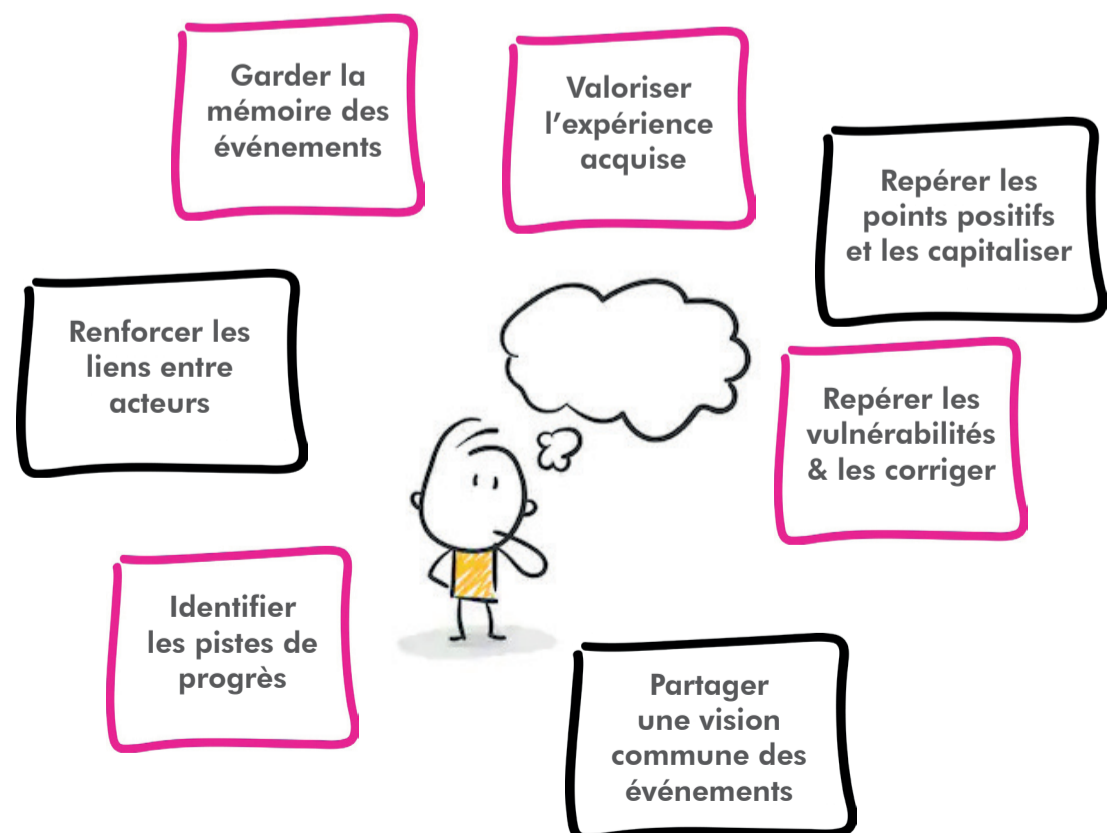 Garder la
mémoire des
événements
Valoriser
l’expérience
acquise
Repérer les
points positifs
et les capitaliser
Renforcer les
liens entre
acteurs
Repérer les
vulnérabilités
& les corriger
Identifier
les pistes de
progrès
Partager
une vision
commune des
événements